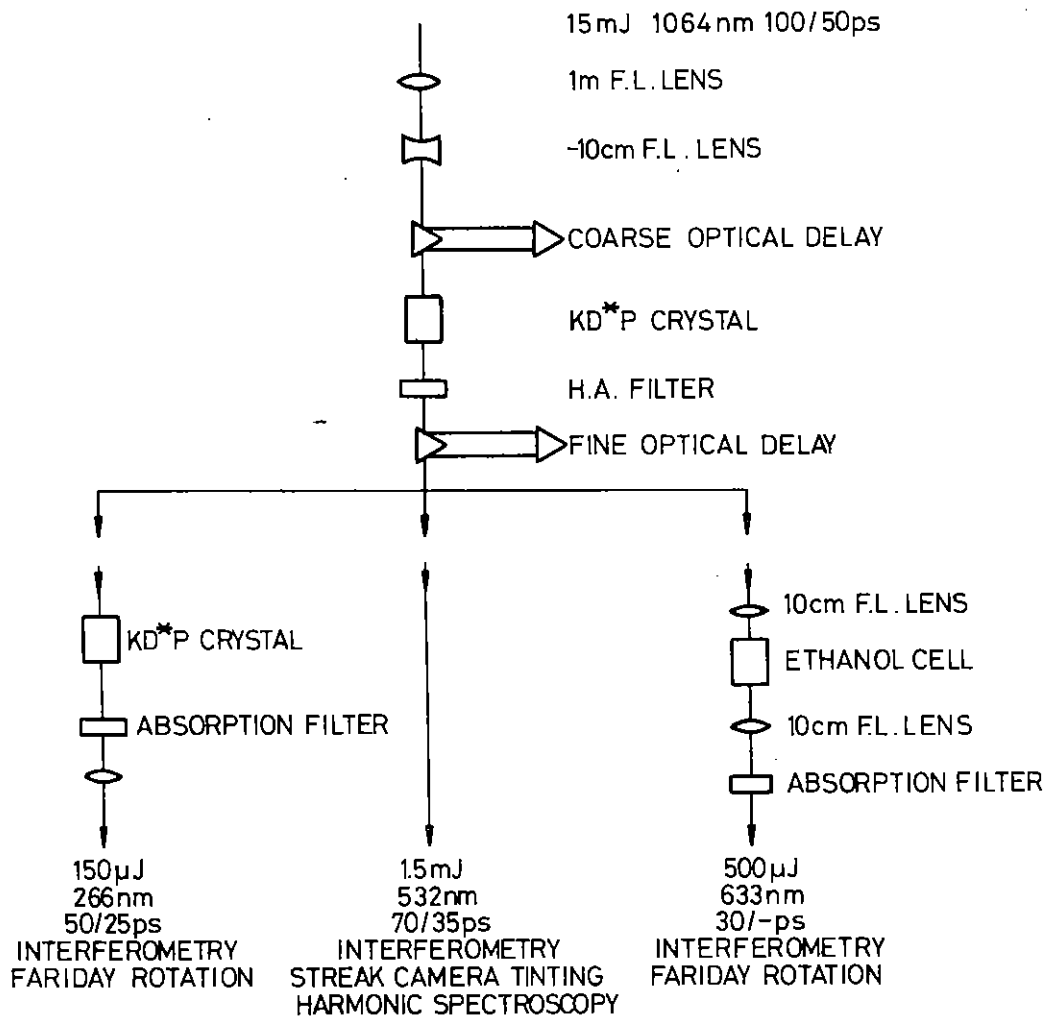 15mJ 1064nm 100/50ps
1m F.L. LENS
-10cm F.L. LENS
COARSE OPTICAL DELAY
KD*P CRYSTAL
H.A. FILTER
FINE OPTICAL DELAY
KD*P CRYSTAL
ABSORPTION FILTER
150μJ
266nm
50/25ps
INTERFEROMETRY
FARIDAY ROTATION
1.5mJ
532nm
70/35ps
INTERFEROMETRY
STREAK CAMERA TINTING
HARMONIC SPECTROSCOPY
10cm F.L. LENS
ETHANOL CELL
10cm F.L. LENS
ABSORPTION FILTER
500μJ
633nm
30/-ps
INTERFEROMETRY
FARIDAY ROTATION